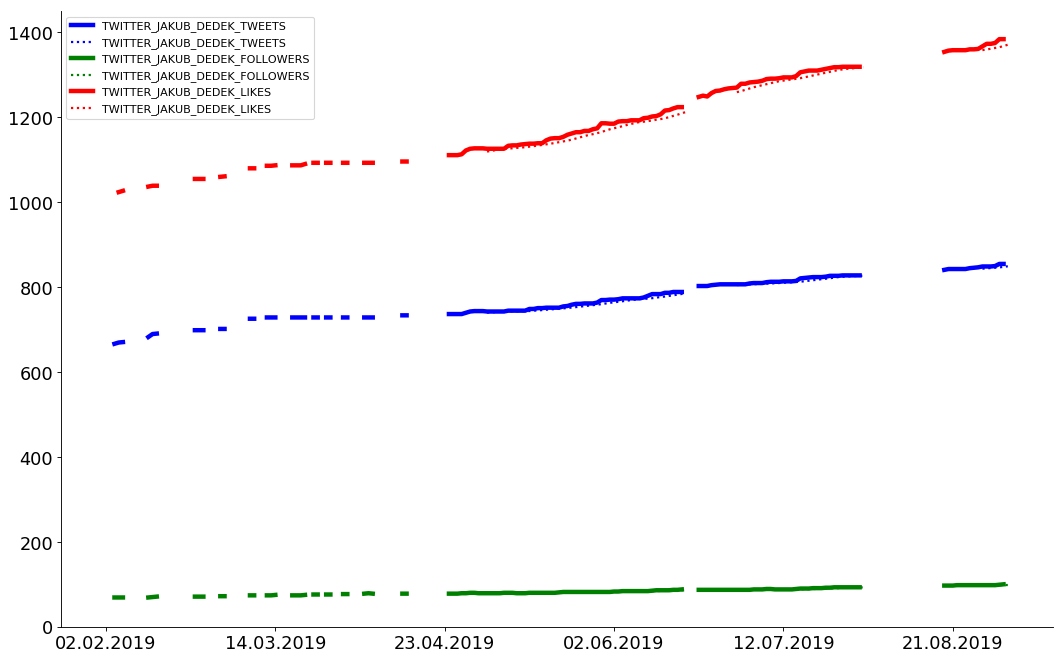 1400
1200
1000
800
600
400
200
0
TWITTER_JAKUB_DEDEK_TWEETS
TWITTER_JAKUB_DEDEK_TWEETS
TWITTER_JAKUB_DEDEK_FOLLOWERS
TWITTER_JAKUB_DEDEK_FOLLOWERS
TWITTER_JAKUB_DEDEK_LIKES
TWITTER_JAKUB_DEDEK_LIKES
02.02.2019 14.03.2019 23.04.2019 02.06.2019 12.07.2019 21.08.2019